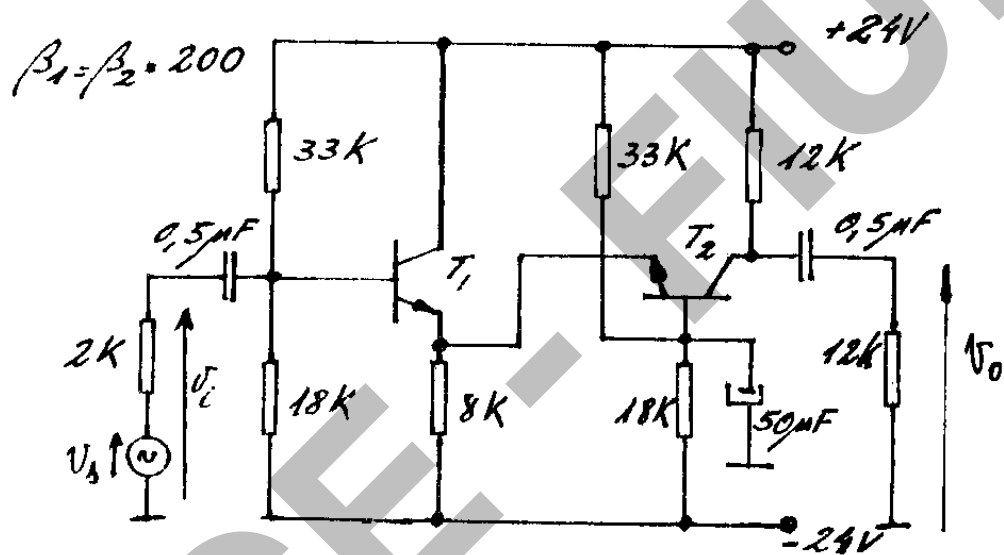 +24V
β1=β2=200
33K
33K
12K
0,5μF
T1
T2
0,5μF
2K
vi
18K
8K
18K
50μF
12K
vo
vs
-24V